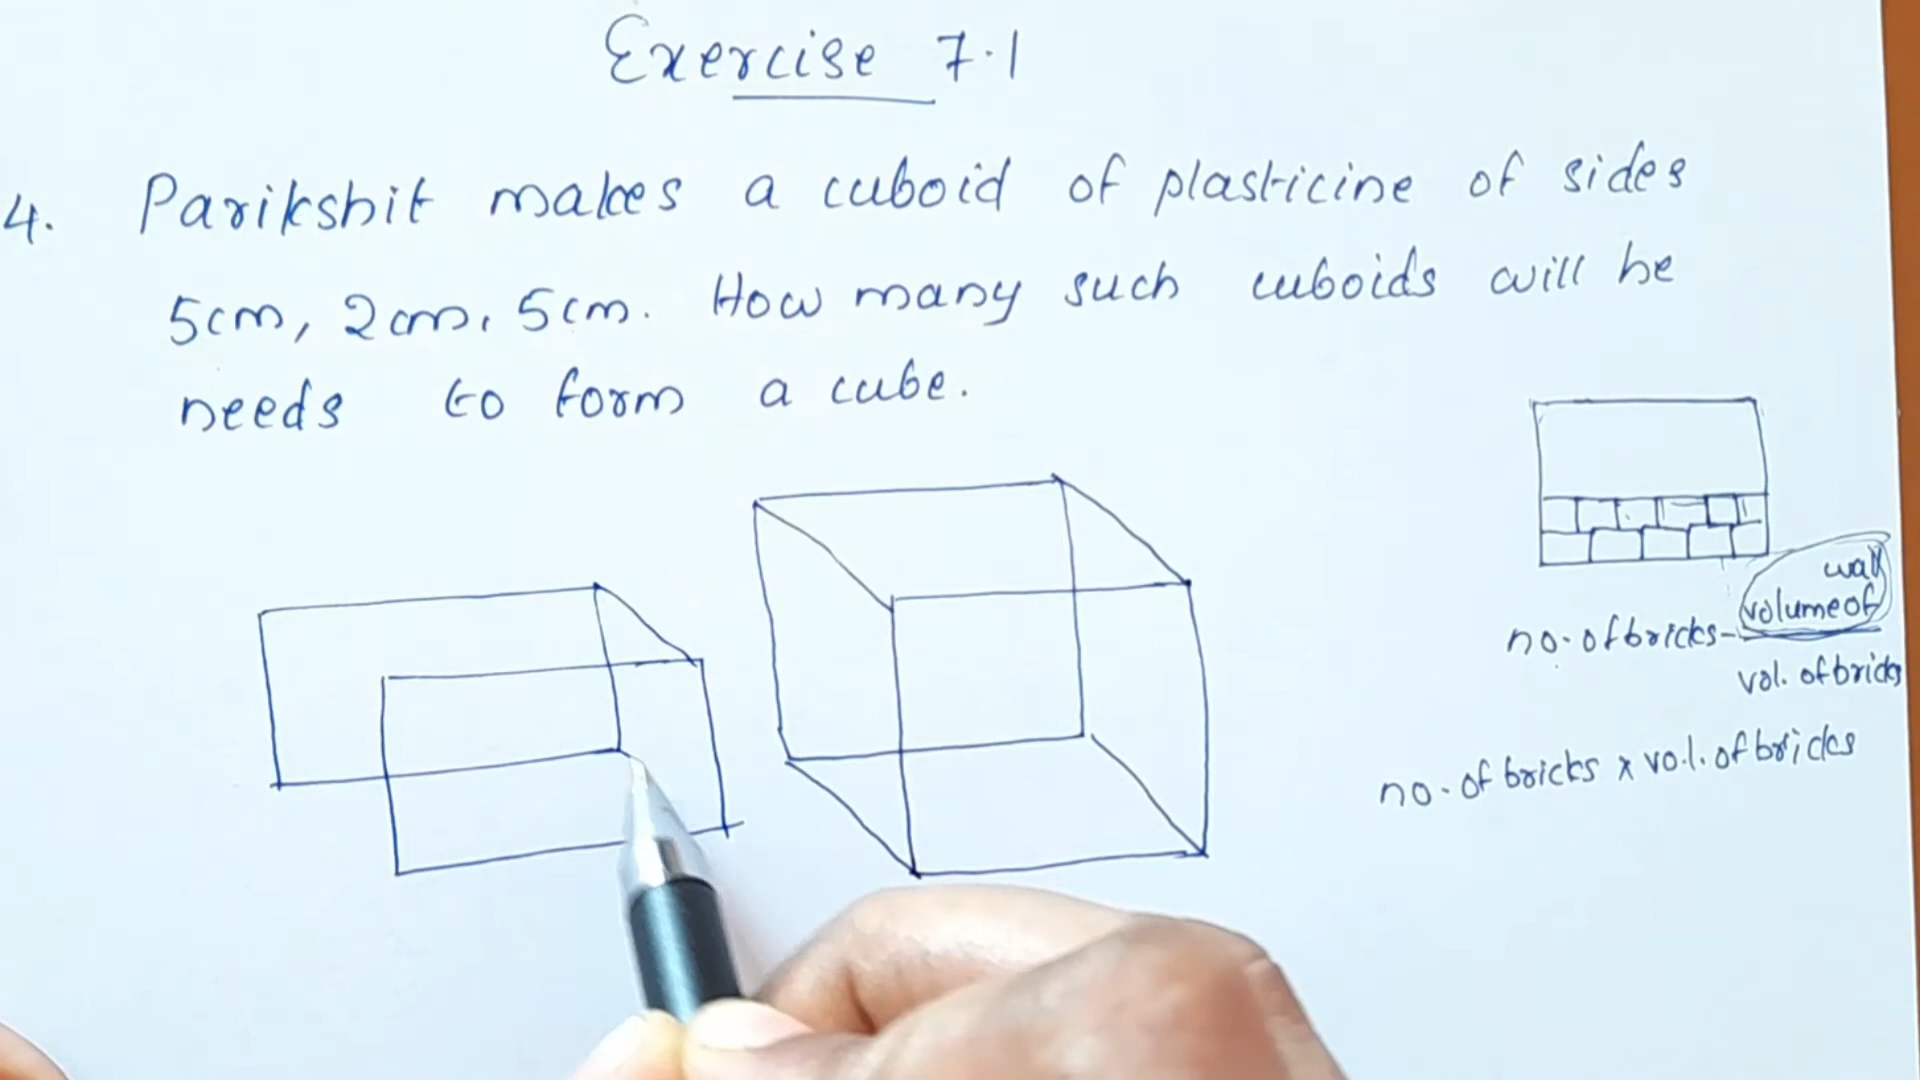 Exercise 7.1
4. Parikshit makes a cuboid of plasticine of sides
5cm, 2cm, 5cm. How many such cuboids will be
needs to form a cube.
wall
volume of
no. of bricks-
vol. of bricks
no. of bricks x vol. of bricks